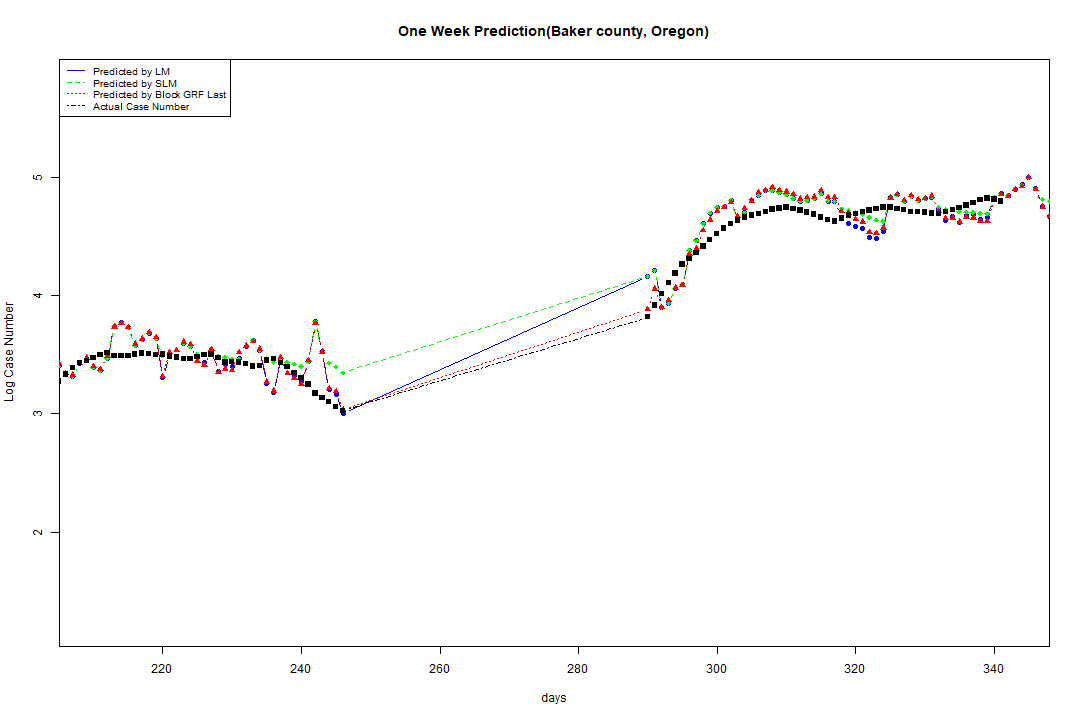 One Week Prediction(Baker county, Oregon)
Predicted by LM
Predicted by SLM
Predicted by Block GRF Last
Actual Case Number
5
4
3
2
Log Case Number
220 240 260 280 300 320 340
days